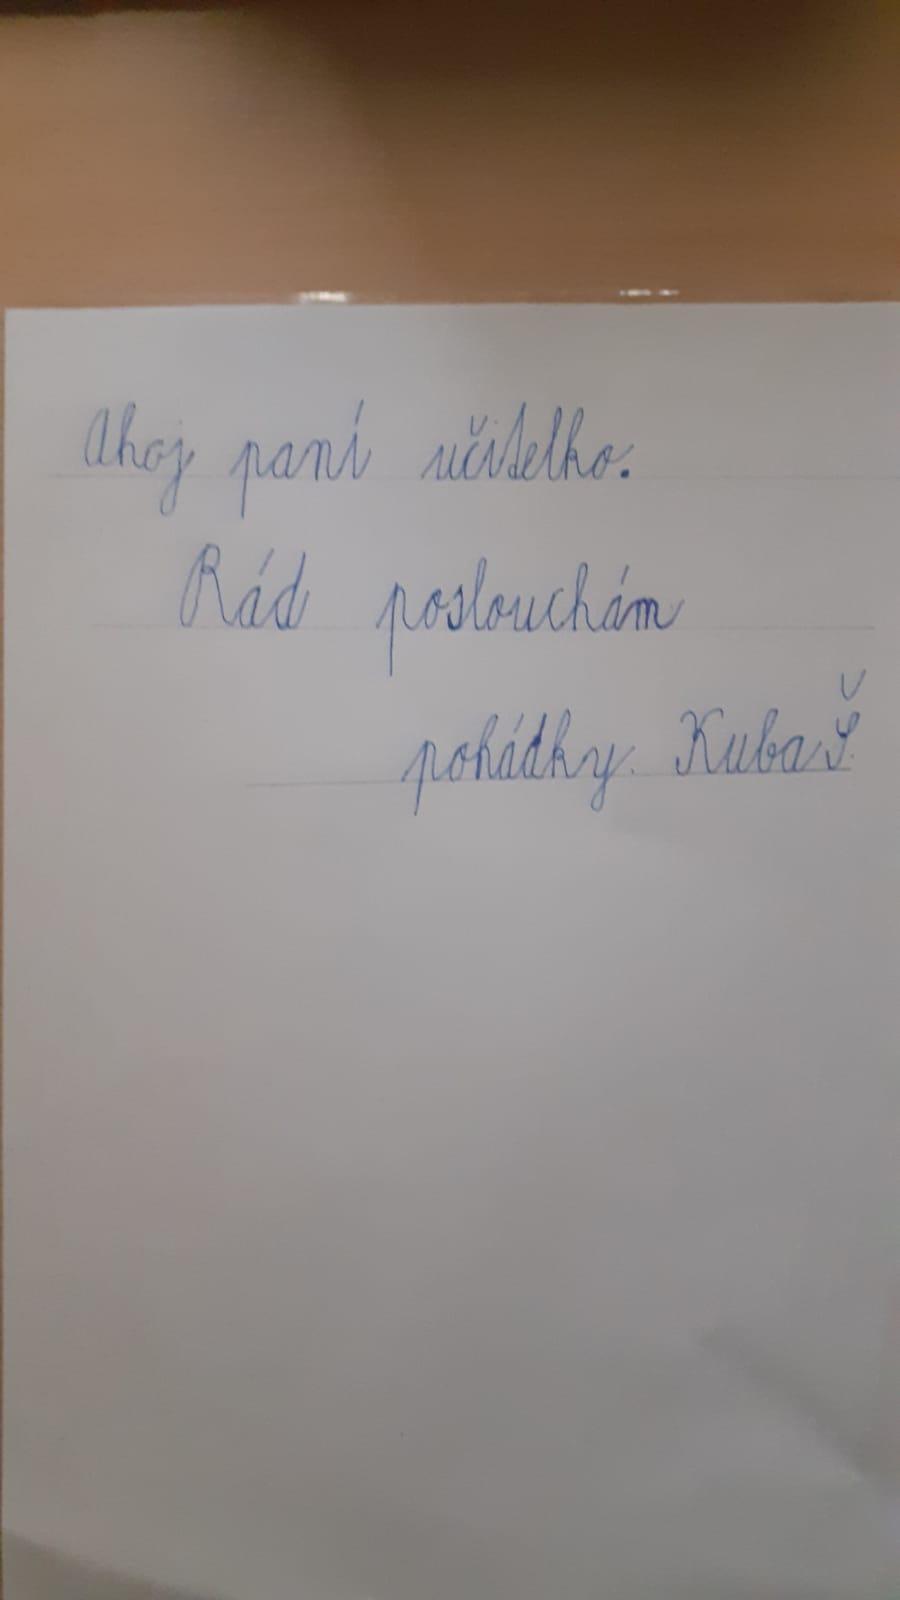 Ahoj paní učitelko.
Rád poslouchám
pohádky. Kuba Š.